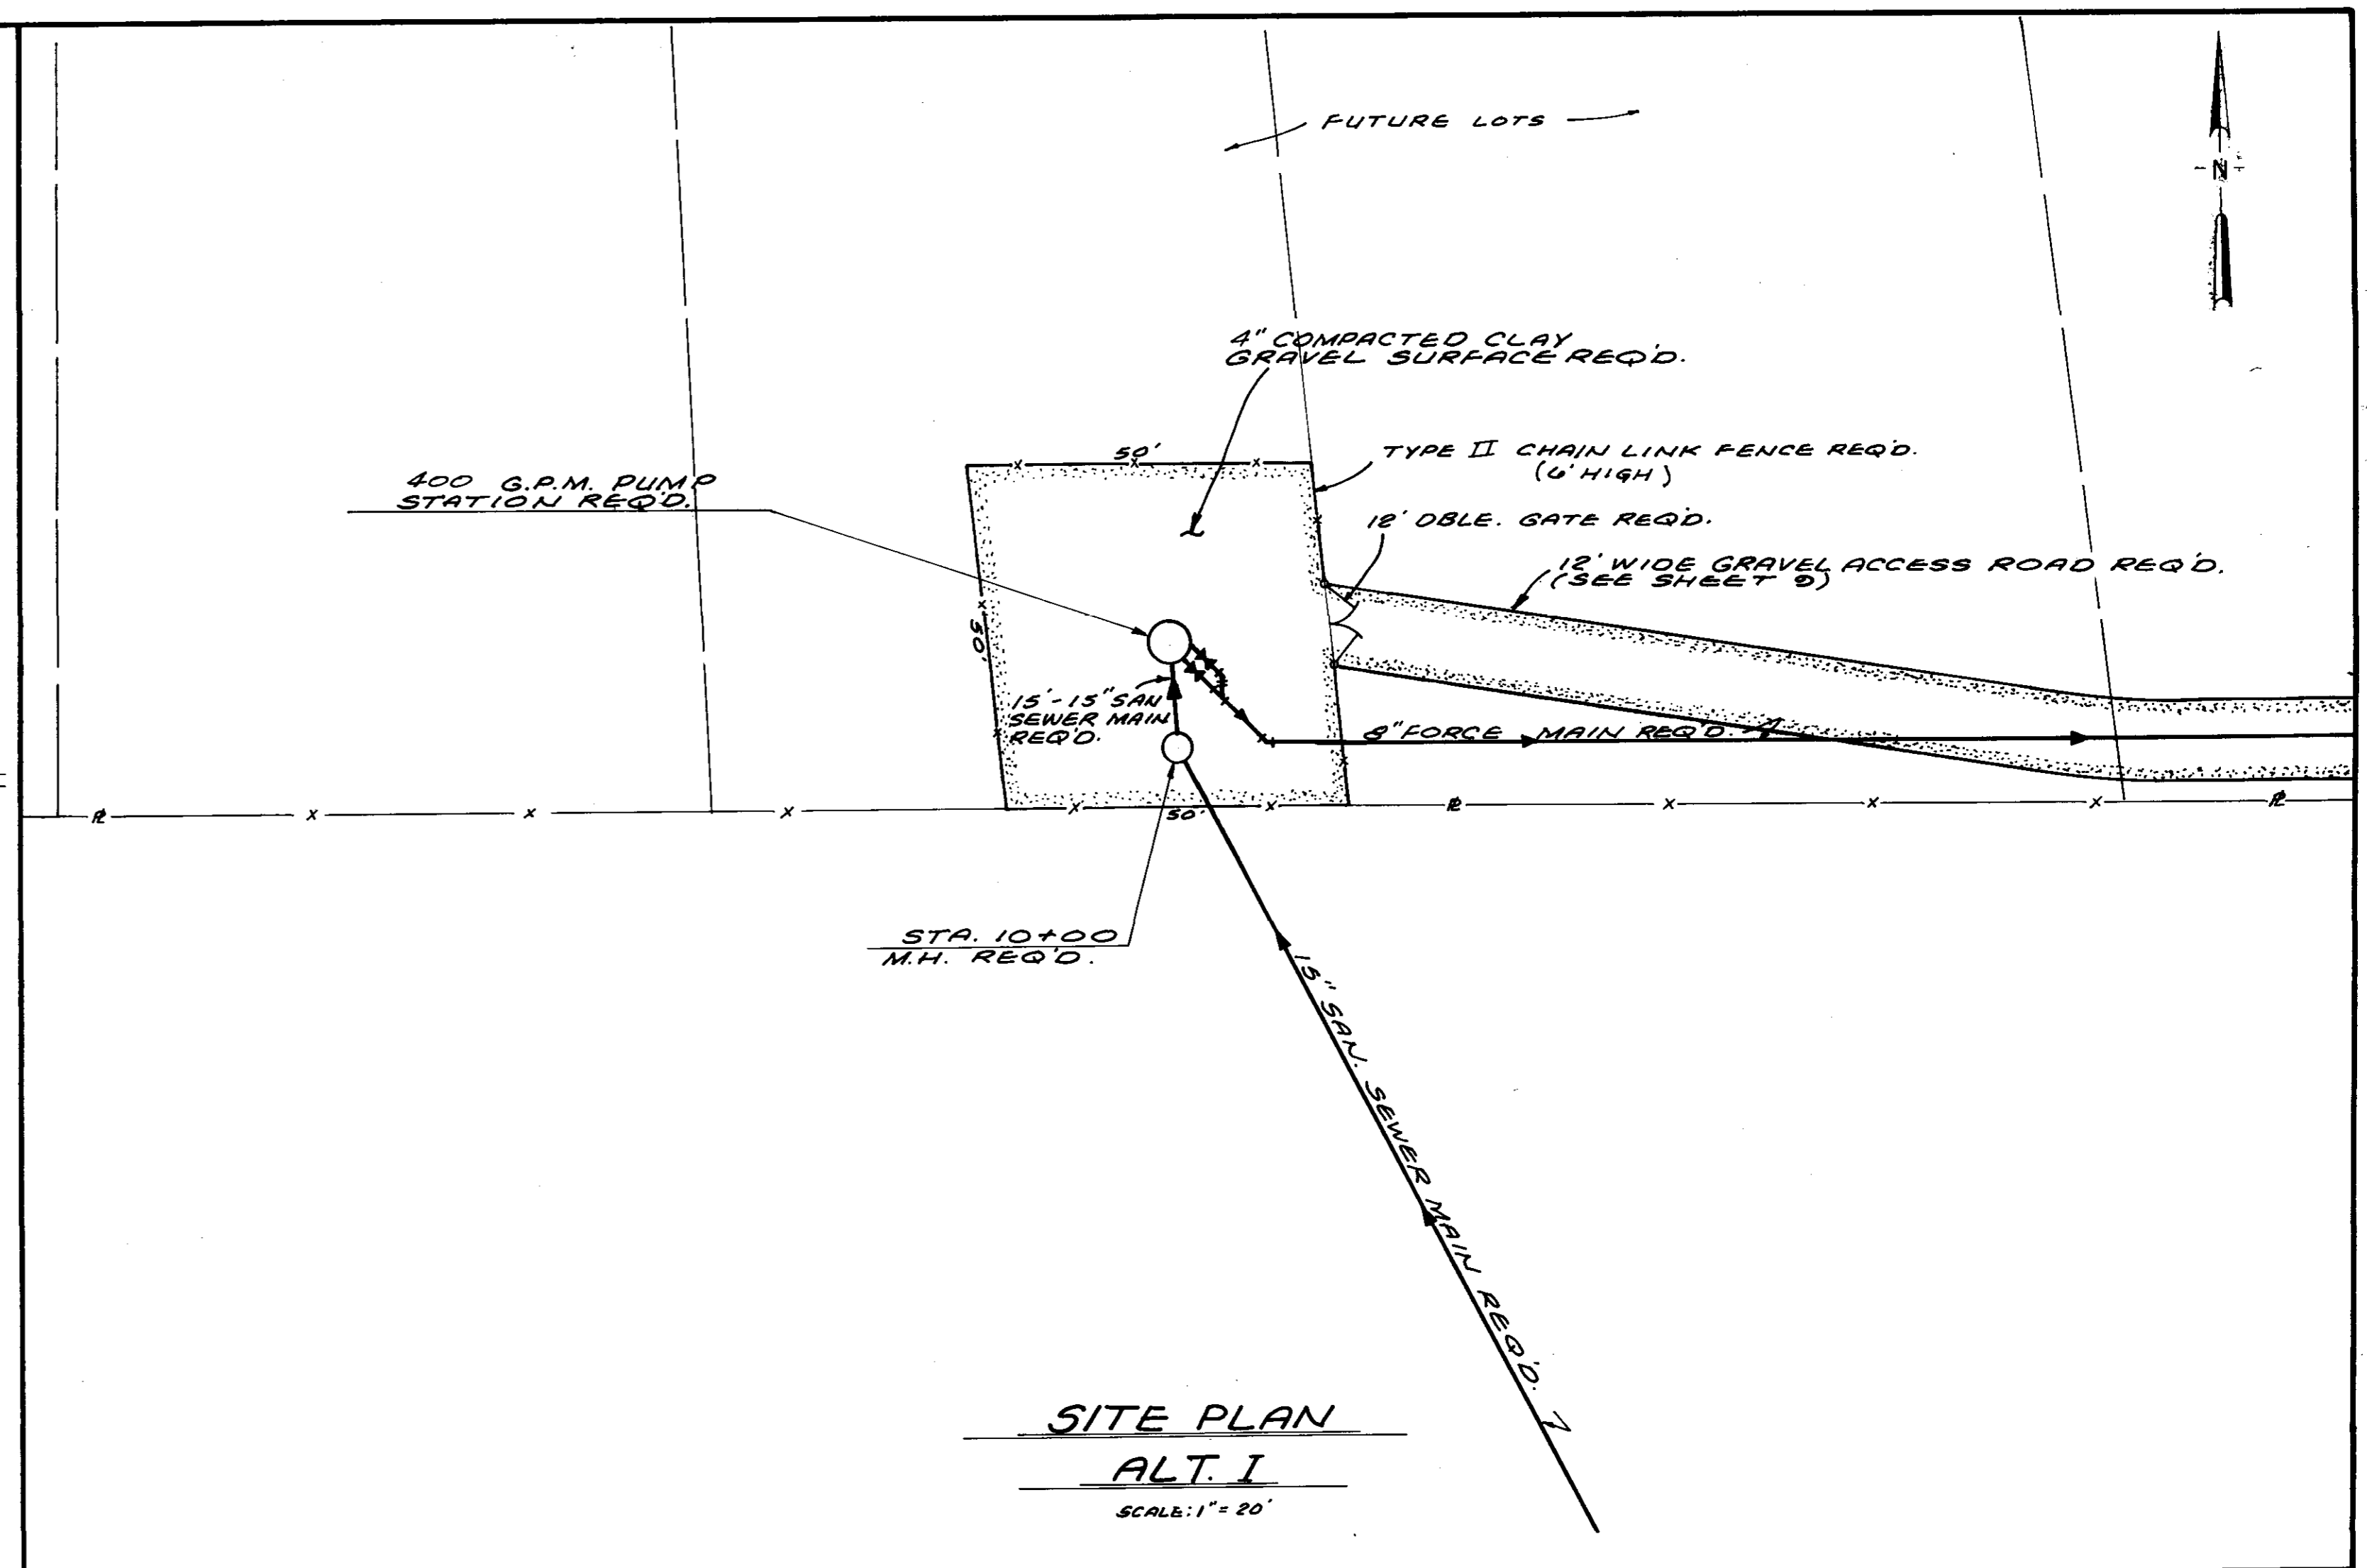 FUTURE LOTS
N
4" COMPACTED CLAY
GRAVEL SURFACE REQ'D.
50'
TYPE II CHAIN LINK FENCE REQ'D.
(6' HIGH)
400 G.P.M. PUMP
STATION REQ'D.
12' DBLE. GATE REQ'D.
12' WIDE GRAVEL ACCESS ROAD REQ'D.
(SEE SHEET 9)
50'
15'-15" SAN
SEWER MAIN
REQ'D.
8" FORCE MAIN REQ'D.
50'
STA. 10+00
M.H. REQ'D.
15" SAN. SEWER MAIN REQ'D.
SITE PLAN
ALT. I
SCALE: 1" = 20'